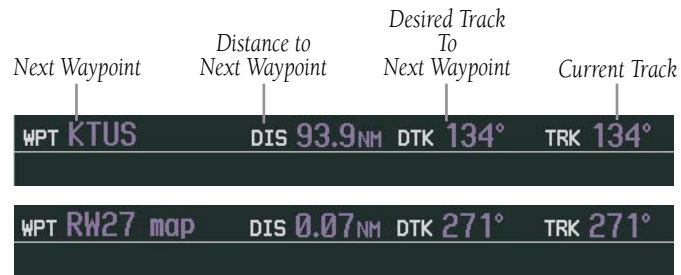 Desired Track
Distance to To
Next Waypoint Next Waypoint Next Waypoint Current Track
WPT KTUS DIS 93.9NM DTK 134° TRK 134°
WPT RW27 map DIS 0.07NM DTK 271° TRK 271°